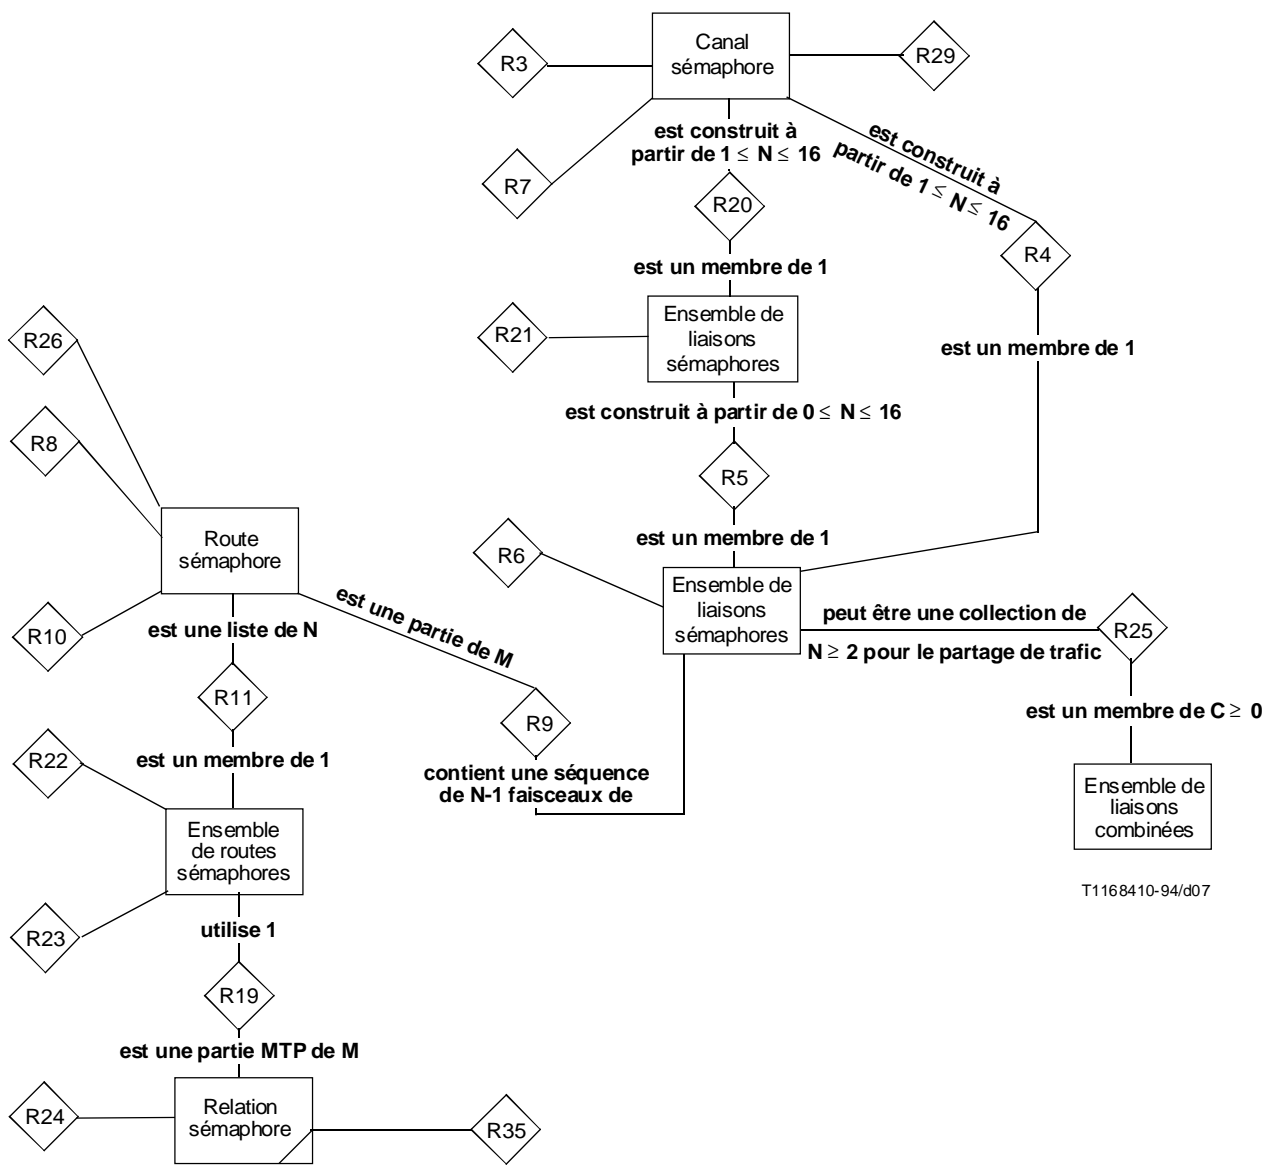 Canal
sémaphore
R3
R29
R7
est construit à
partir de 1 ≤ N ≤ 16
est construit à
partir de 1 ≤ N ≤ 16
R20
R4
est un membre de 1
est un membre de 1
R21
Ensemble de
liaisons
sémaphores
est construit à partir de 0 ≤ N ≤ 16
R5
est un membre de 1
R26
R8
Route
sémaphore
R10
est une liste de N
est une partie de M
R6
Ensemble de
liaisons
sémaphores
peut être une collection de
N ≥ 2 pour le partage de trafic
R25
est un membre de C ≥ 0
Ensemble de
liaisons
combinées
R11
R9
contient une séquence
de N-1 faisceaux de
est un membre de 1
R22
Ensemble
de routes
sémaphores
R23
utilise 1
R19
est une partie MTP de M
R24
Relation
sémaphore
R35
T1168410-94/d07